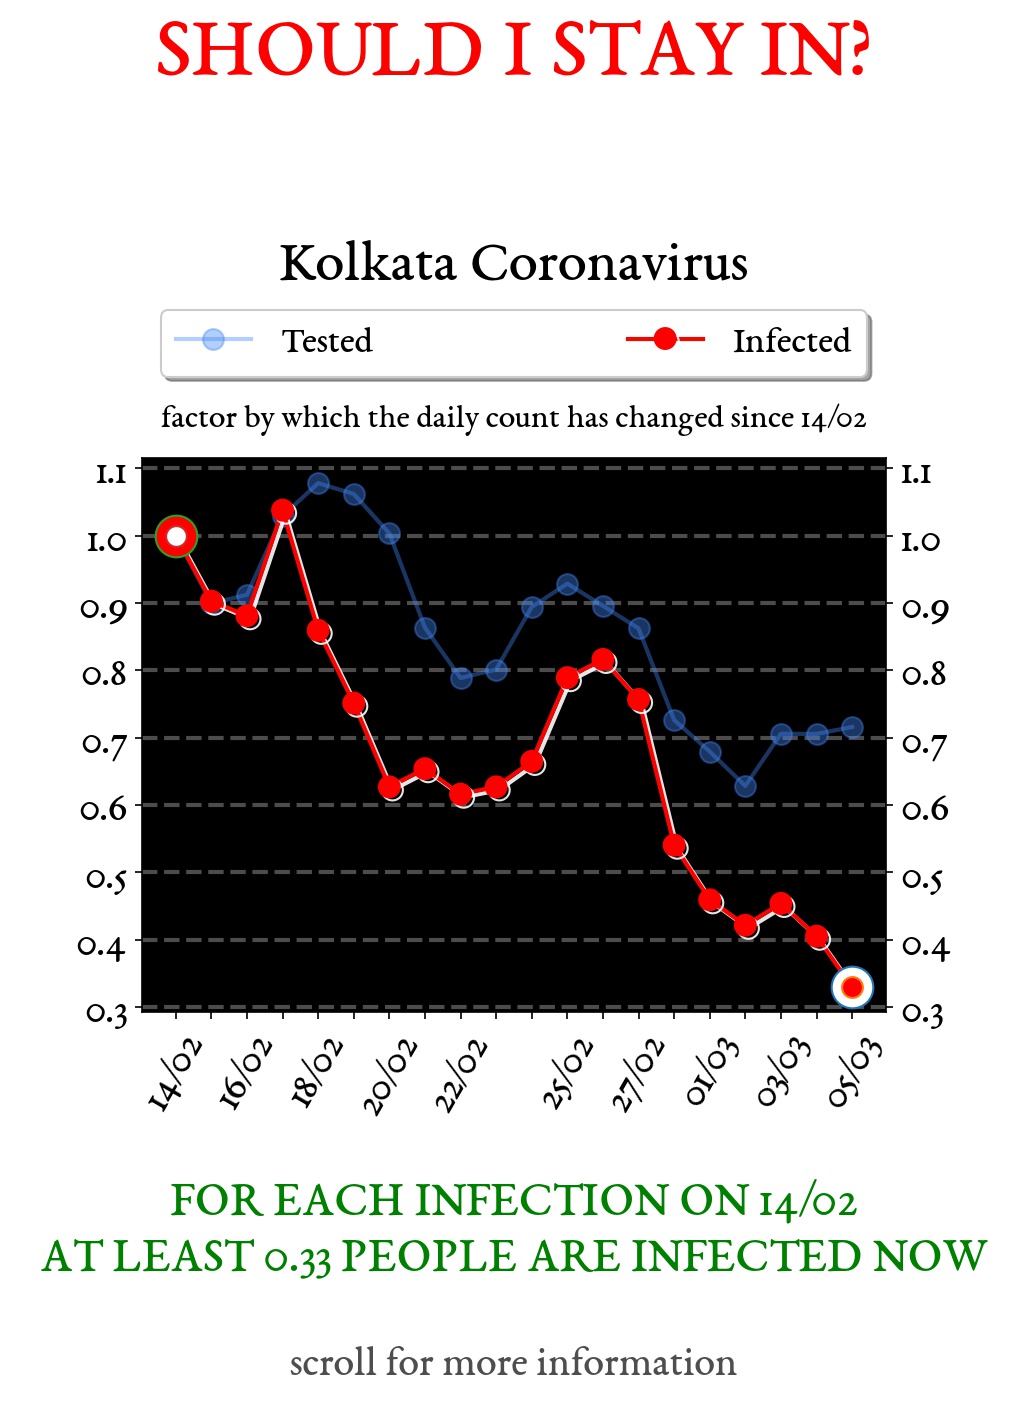 SHOULD I STAY IN?
Kolkata Coronavirus
Tested Infected
factor by which the daily count has changed since 14/02
1.1 1.1
1.0 1.0
0.9 0.9
0.8 0.8
0.7 0.7
0.6 0.6
0.5 0.5
0.4 0.4
0.3 0.3
14/02 16/02 18/02 20/02 22/02 25/02 27/02 01/03 03/03 05/03
FOR EACH INFECTION ON 14/02
AT LEAST 0.33 PEOPLE ARE INFECTED NOW
scroll for more information